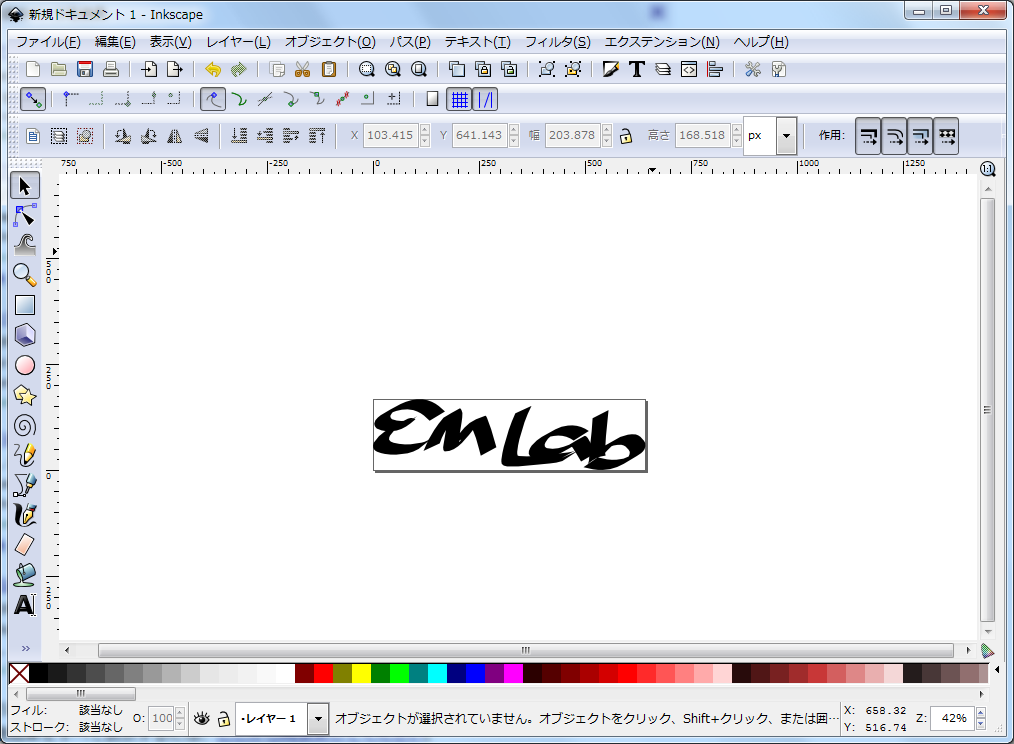 新規ドキュメント 1 - Inkscape
ファイル(F) 編集(E) 表示(V) レイヤー(L) オブジェクト(O) パス(P) テキスト(T) フィルタ(S) エクステンション(N) ヘルプ(H)
X 103.415 Y 641.143 幅 203.878 高さ 168.518 px 作用:
750 -500 -250 0 250 500 750 1000 1250
1:1
500
250
0
-250
EmLab
フィル: 該当なし O: 100 -レイヤー 1 オブジェクトが選択されていません。オブジェクトをクリック、Shift+クリック、または囲… X: 658.32 Z: 42%
ストローク: 該当なし Y: 516.74